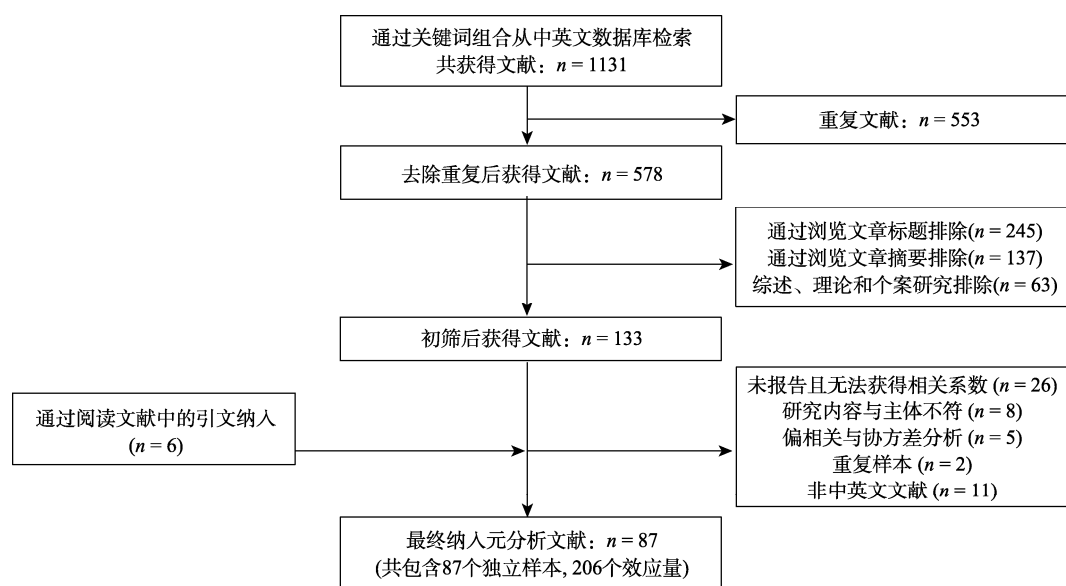 通过关键词组合从中英文数据库检索
共获得文献：n = 1131
重复文献：n = 553
去除重复后获得文献：n = 578
通过浏览文章标题排除(n = 245)
通过浏览文章摘要排除(n = 137)
综述、理论和个案研究排除(n = 63)
初筛后获得文献：n = 133
通过阅读文献中的引文纳入
(n = 6)
未报告且无法获得相关系数 (n = 26)
研究内容与主体不符 (n = 8)
偏相关与协方差分析 (n = 5)
重复样本 (n = 2)
非中英文文献 (n = 11)
最终纳入元分析文献：n = 87
(共包含87个独立样本, 206个效应量)